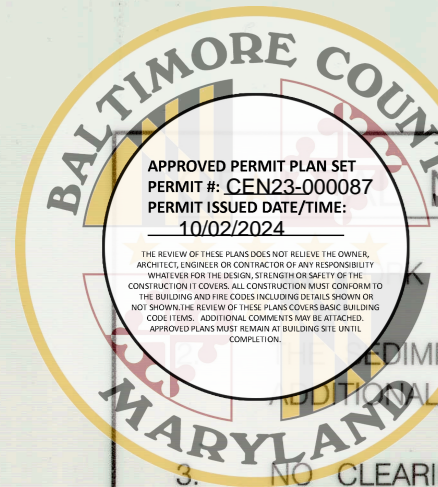 BALTIMORE COUNT
MARYLAND
APPROVED PERMIT PLAN SET
PERMIT #: CEN23-000087
PERMIT ISSUED DATE/TIME:
10/02/2024
THE REVIEW OF THESE PLANS DOES NOT RELIEVE THE OWNER,
ARCHITECT, ENGINEER OR CONTRACTOR OF ANY RESPONSIBILITY
WHATEVER FOR THE DESIGN, STRENGTH OR SAFETY OF THE
CONSTRUCTION IT COVERS. ALL CONSTRUCTION MUST CONFORM TO
THE BUILDING AND FIRE CODES INCLUDING DETAILS SHOWN OR
NOT SHOWN.THE REVIEW OF THESE PLANS COVERS BASIC BUILDING
CODE ITEMS. ADDITIONAL COMMENTS MAY BE ATTACHED.
APPROVED PLANS MUST REMAIN AT BUILDING SITE UNTIL
COMPLETION.
ADDITIONAL
3. NO CLEARI